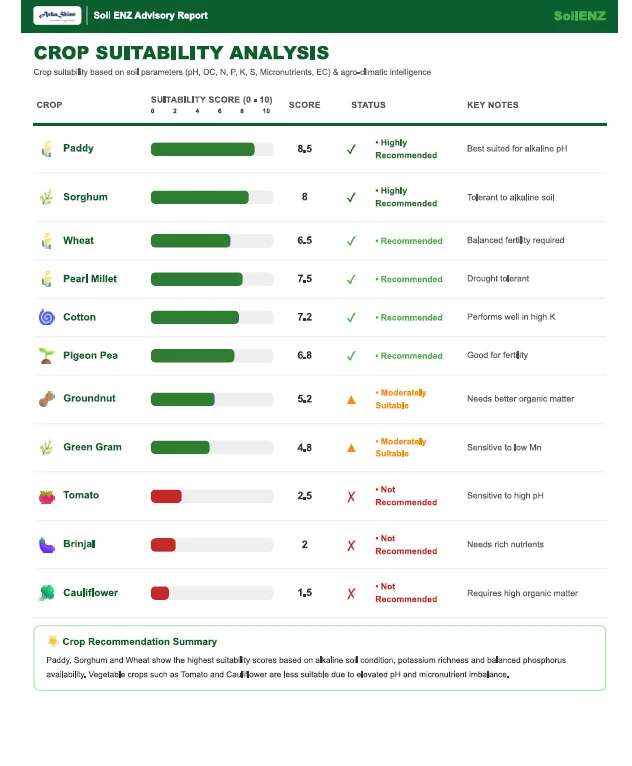 Arka Shine
Soil ENZ Advisory Report
SoilENZ
CROP SUITABILITY ANALYSIS
Crop suitability based on soil parameters (pH, OC, N, P, K, S, Micronutrients, EC) & agro-climatic intelligence
CROP SUITABILITY SCORE (0 - 10) SCORE STATUS KEY NOTES
0 2 4 6 8 10
Paddy 8.5 ✓ • Highly Recommended Best suited for alkaline pH
Sorghum 8 ✓ • Highly Recommended Tolerant to alkaline soil
Wheat 6.5 ✓ • Recommended Balanced fertility required
Pearl Millet 7.5 ✓ • Recommended Drought tolerant
Cotton 7.2 ✓ • Recommended Performs well in high K
Pigeon Pea 6.8 ✓ • Recommended Good for fertility
Groundnut 5.2 ▲ • Moderately Suitable Needs better organic matter
Green Gram 4.8 ▲ • Moderately Suitable Sensitive to low Mn
Tomato 2.5 ✗ • Not Recommended Sensitive to high pH
Brinjal 2 ✗ • Not Recommended Needs rich nutrients
Cauliflower 1.5 ✗ • Not Recommended Requires high organic matter
Crop Recommendation Summary
Paddy, Sorghum and Wheat show the highest suitability scores based on alkaline soil condition, potassium richness and balanced phosphorus
availability. Vegetable crops such as Tomato and Cauliflower are less suitable due to elevated pH and micronutrient imbalance.